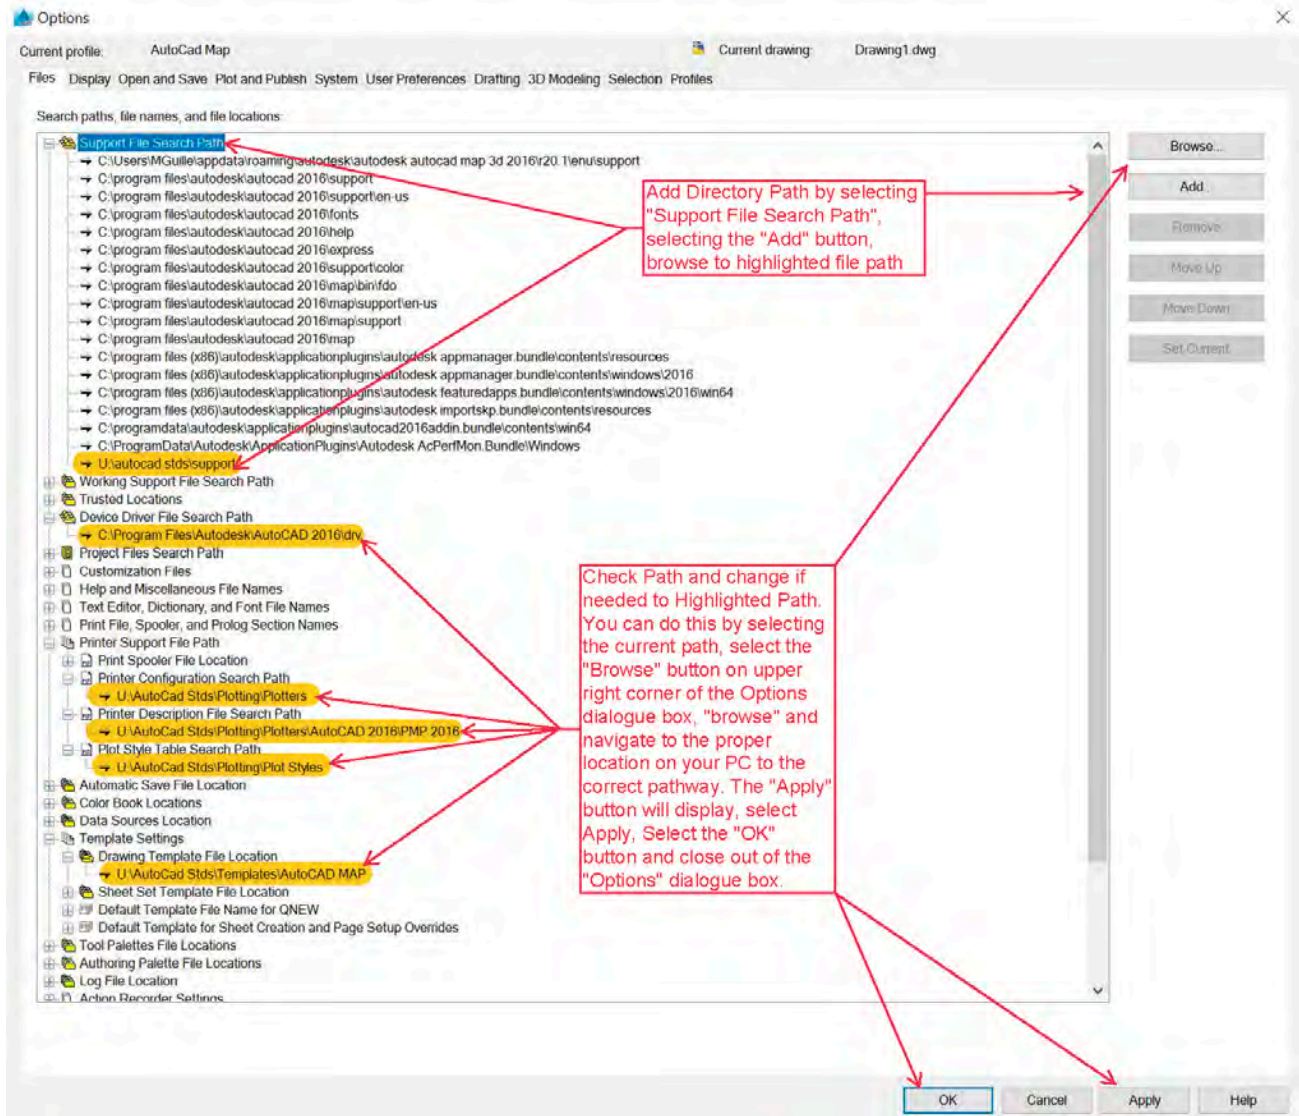 Options
Current profile: AutoCad Map Current drawing: Drawing1.dwg
Files Display Open and Save Plot and Publish System User Preferences Drafting 3D Modeling Selection Profiles
Search paths, file names, and file locations:
Support File Search Path
C:\Users\MGuille\appdata\roaming\autodesk\autodesk autocad map 3d 2016\r20.1\enu\support
C:\program files\autodesk\autocad 2016\support
C:\program files\autodesk\autocad 2016\support\en-us
C:\program files\autodesk\autocad 2016\fonts
C:\program files\autodesk\autocad 2016\help
C:\program files\autodesk\autocad 2016\express
C:\program files\autodesk\autocad 2016\support\color
C:\program files\autodesk\autocad 2016\map\bin\fdo
C:\program files\autodesk\autocad 2016\map\support\en-us
C:\program files\autodesk\autocad 2016\map\support
C:\program files\autodesk\autocad 2016\map
C:\program files (x86)\autodesk\applicationplugins\autodesk appmanager.bundle\contents\resources
C:\program files (x86)\autodesk\applicationplugins\autodesk appmanager.bundle\contents\windows\2016
C:\program files (x86)\autodesk\applicationplugins\autodesk featuredapps.bundle\contents\windows\2016\win64
C:\program files (x86)\autodesk\applicationplugins\autodesk importskp.bundle\contents\resources
C:\programdata\autodesk\applicationplugins\autocad2016addin.bundle\contents\win64
C:\ProgramData\Autodesk\ApplicationPlugins\Autodesk AcPerfMon.Bundle\Windows
U:\autocad stds\support
Working Support File Search Path
Trusted Locations
Device Driver File Search Path
C:\Program Files\Autodesk\AutoCAD 2016\drv
Project Files Search Path
Customization Files
Help and Miscellaneous File Names
Text Editor, Dictionary, and Font File Names
Print File, Spooler, and Prolog Section Names
Printer Support File Path
Print Spooler File Location
Printer Configuration Search Path
U:\AutoCad Stds\Plotting\Plotters
Printer Description File Search Path
U:\AutoCad Stds\Plotting\Plotters\AutoCAD 2016\PMP 2016
Plot Style Table Search Path
U:\AutoCad Stds\Plotting\Plot Styles
Automatic Save File Location
Color Book Locations
Data Sources Location
Template Settings
Drawing Template File Location
U:\AutoCad Stds\Templates\AutoCAD MAP
Sheet Set Template File Location
Default Template File Name for QNEW
Default Template for Sheet Creation and Page Setup Overrides
Tool Palettes File Locations
Authoring Palette File Locations
Log File Location
Action Recorder Settings
Add Directory Path by selecting
"Support File Search Path",
selecting the "Add" button,
browse to highlighted file path
Check Path and change if
needed to Highlighted Path.
You can do this by selecting
the current path, select the
"Browse" button on upper
right corner of the Options
dialogue box, "browse" and
navigate to the proper
location on your PC to the
correct pathway. The "Apply"
button will display, select
Apply, Select the "OK"
button and close out of the
"Options" dialogue box.
Browse...
Add...
Remove
Move Up
Move Down
Set Current
OK Cancel Apply Help